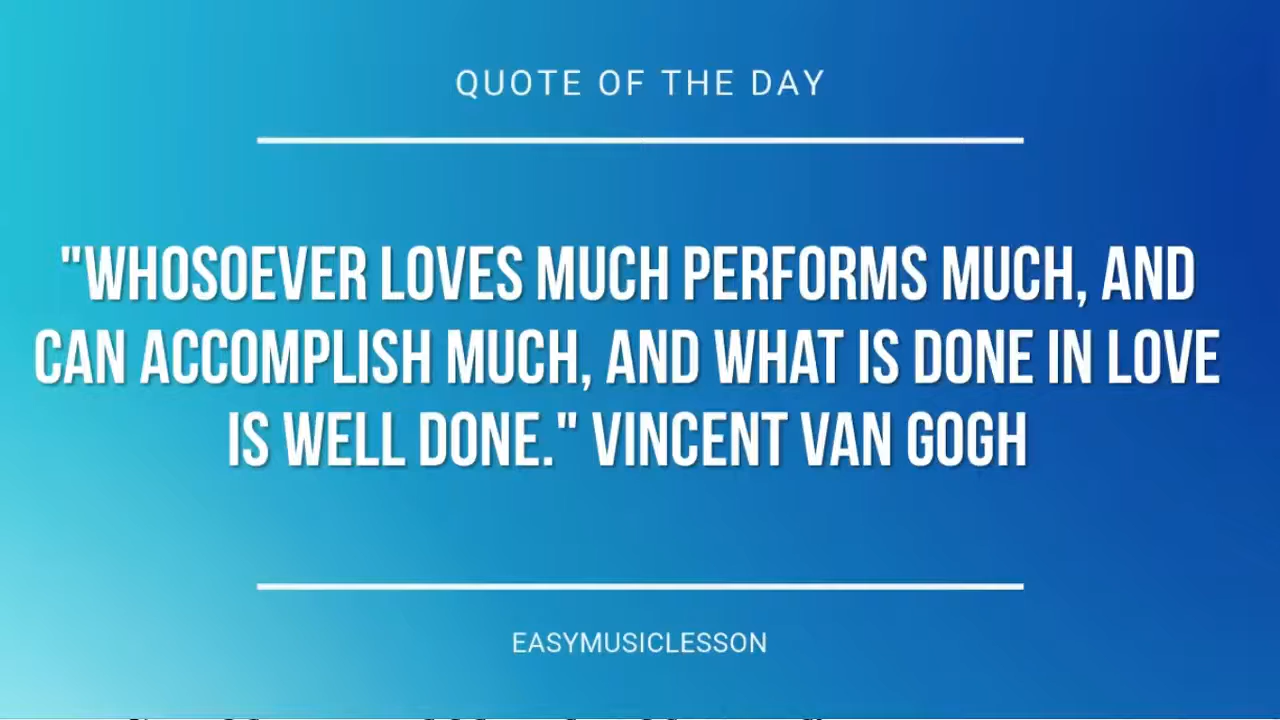 QUOTE OF THE DAY
"WHOSOEVER LOVES MUCH PERFORMS MUCH, AND
CAN ACCOMPLISH MUCH, AND WHAT IS DONE IN LOVE
IS WELL DONE." VINCENT VAN GOGH
EASYMUSICLESSON